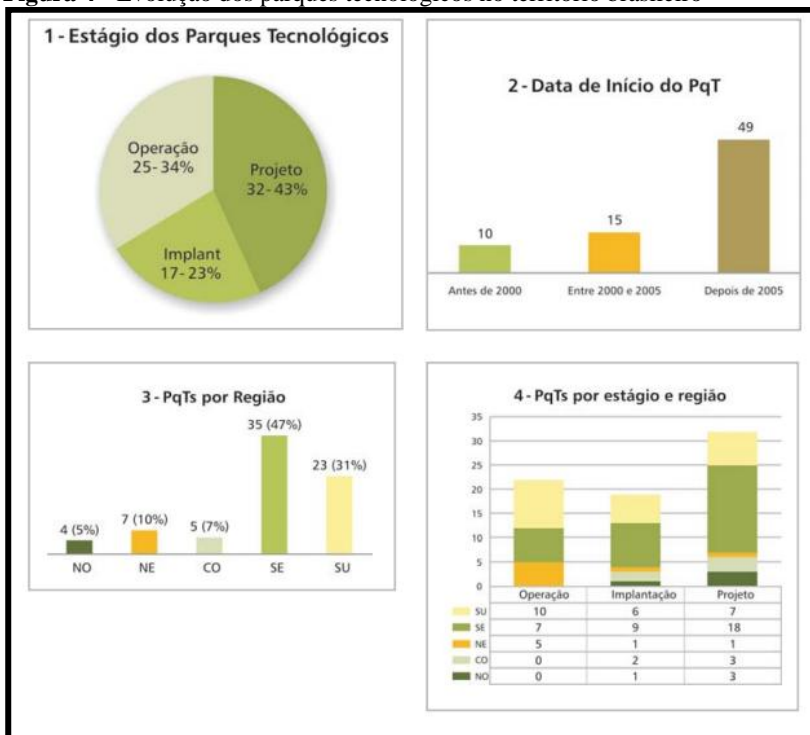 Figura 4 - Evolução dos parques tecnológicos no território brasileiro
1 - Estágio dos Parques Tecnológicos
Operação
25- 34%
Projeto
32- 43%
Implant
17- 23%
2 - Data de Início do PqT
49
15
10
Antes de 2000 Entre 2000 e 2005 Depois de 2005
3 - PqTs por Região
35 (47%)
23 (31%)
7 (10%)
4 (5%)
5 (7%)
NO NE CO SE SU
4 - PqTs por estágio e região
35
30
25
20
15
10
5
0
Operação Implantação Projeto
SU 10 6 7
SE 7 9 18
NE 5 1 1
CO 0 2 3
NO 0 1 3